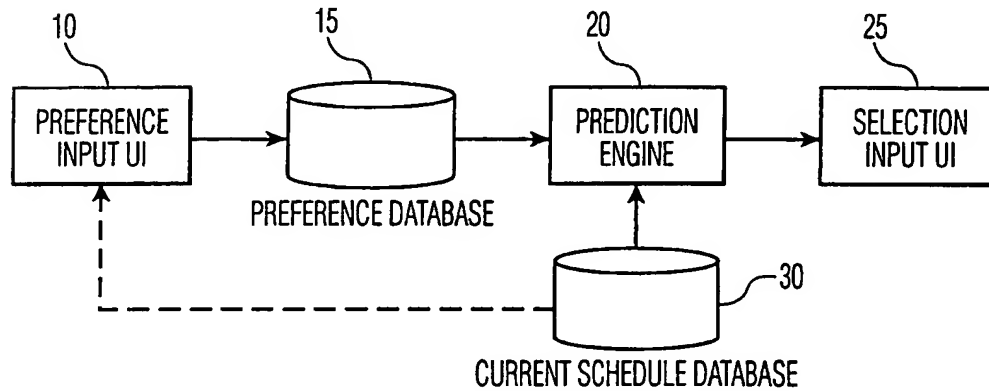 10
15
20
25
PREFERENCE
INPUT UI
PREDICTION
ENGINE
SELECTION
INPUT UI
PREFERENCE DATABASE
30
CURRENT SCHEDULE DATABASE